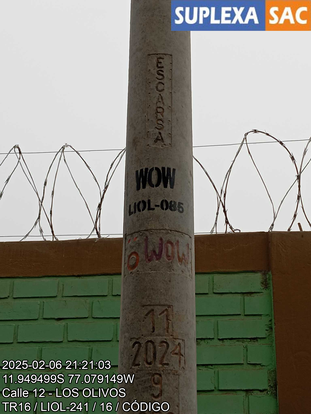 SUPLEXA SAC
ESCARSA
WOW
LIOL-085
WOW
11
2024
9
2025-02-06 21:21:03
11.949499S 77.079149W
Calle 12 - LOS OLIVOS
TR16 / LIOL-241 / 16 / CÓDIGO